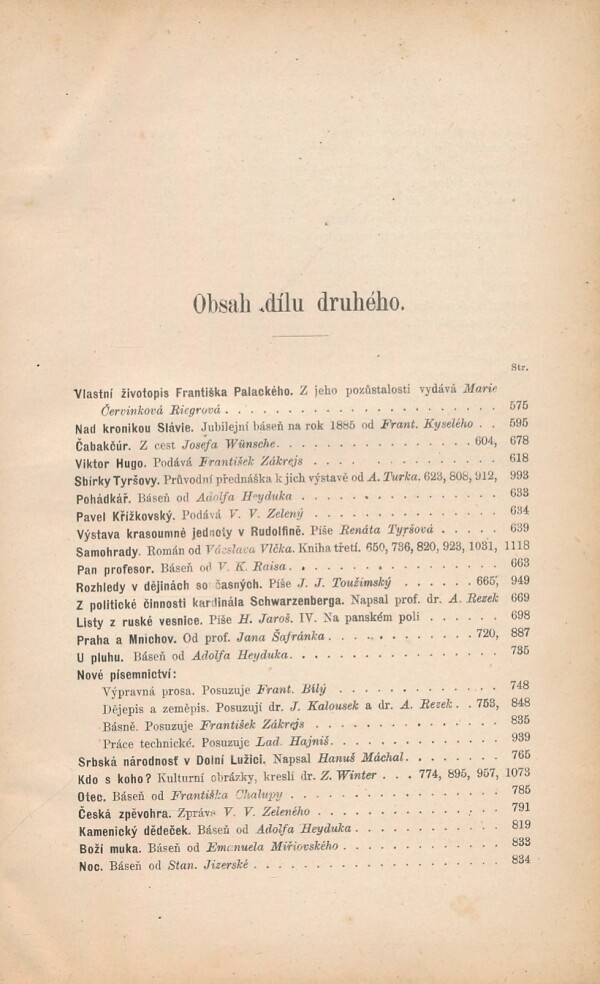 Obsah dílu druhého.
Str.
Vlastní životopis Františka Palackého. Z jeho pozůstalosti vydává Marie
Červinková Riegrová . . . . . . . . . . . . . . . . . . 575
Nad kronikou Slávie. Jubilejní báseň na rok 1885 od Frant. Kyselého . . 595
Čabakčúr. Z cest Josefa Wünsche . . . . . . . . . . . . . 604, 678
Viktor Hugo. Podává František Zákrejs . . . . . . . . . . . 618
Sbírky Tyršovy. Průvodní přednáška k jich výstavě od A. Turka. 623, 808, 912, 993
Pohádkář. Báseň od Adolfa Heyduka . . . . . . . . . . . . 633
Pavel Křížkovský. Podává V. V. Zelený . . . . . . . . . . . 634
Výstava krasoumné jednoty v Rudolfině. Píše Renáta Tyršová . . . . . 639
Samohrady. Román od Václava Vlčka. Kniha třetí. 650, 736, 820, 923, 1031, 1118
Pan profesor. Báseň od V. K. Raisa . . . . . . . . . . . . 663
Rozhledy v dějinách so časných. Píše J. J. Toužimský . . . . . . 665, 949
Z politické činnosti kardinála Schwarzenberga. Napsal prof. dr. A. Rezek 669
Listy z ruské vesnice. Píše H. Jaroš. IV. Na panském poli . . . . . . 698
Praha a Mnichov. Od prof. Jana Šafránka . . . . . . . . . . 720, 887
U pluhu. Báseň od Adolfa Heyduka . . . . . . . . . . . . . 735
Nové písemnictví:
Výpravná prosa. Posuzuje Frant. Bílý . . . . . . . . . . . 748
Dějepis a zeměpis. Posuzují dr. J. Kalousek a dr. A. Rezek . . 753, 848
Básně. Posuzuje František Zákrejs . . . . . . . . . . . . 835
Práce technické. Posuzuje Lad. Hajniš . . . . . . . . . . . 939
Srbská národnosť v Dolní Lužici. Napsal Hanuš Máchal . . . . . . 765
Kdo s koho? Kulturní obrázky, kreslí dr. Z. Winter . . . 774, 895, 957, 1073
Otec. Báseň od Františka Chalupy . . . . . . . . . . . . . 785
Česká zpěvohra. Zpráva V. V. Zeleného . . . . . . . . . . . 791
Kamenický dědeček. Báseň od Adolfa Heyduka . . . . . . . . . 819
Boží muka. Báseň od Emanuela Miřiovského . . . . . . . . . . 833
Noc. Báseň od Stan. Jizerské . . . . . . . . . . . . . . . 834